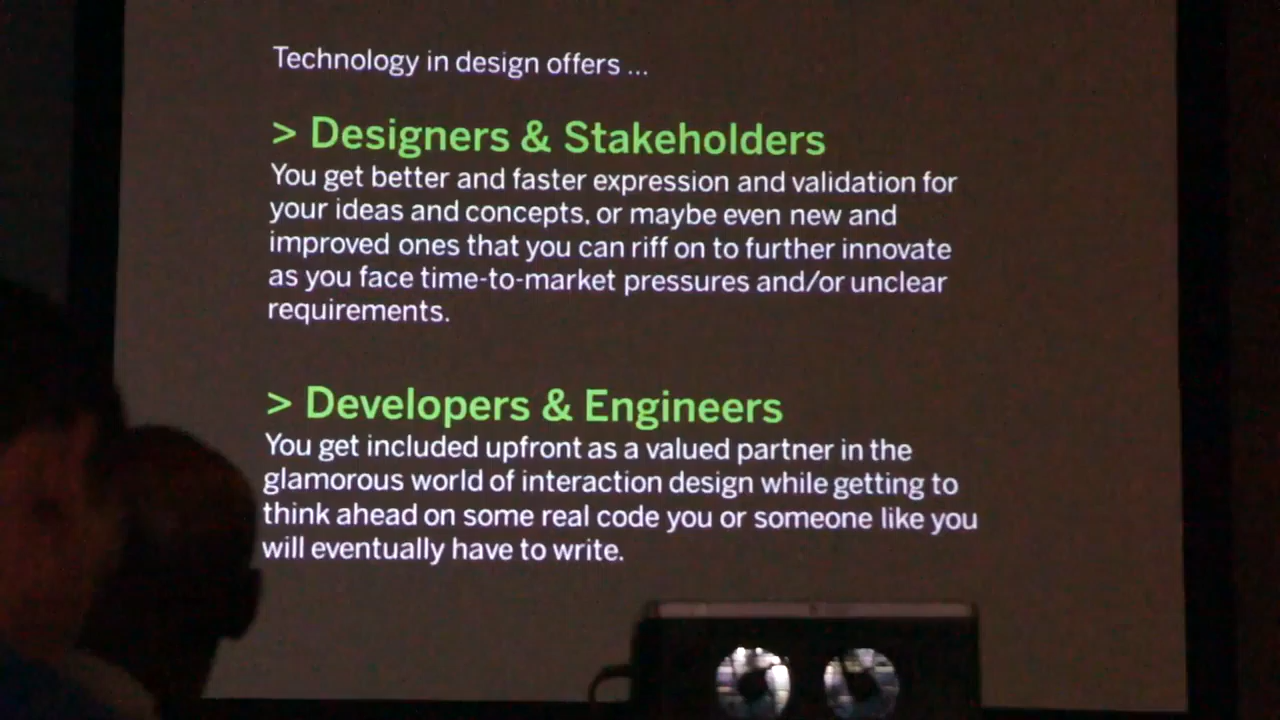 Technology in design offers ...
> Designers & Stakeholders
You get better and faster expression and validation for
your ideas and concepts, or maybe even new and
improved ones that you can riff on to further innovate
as you face time-to-market pressures and/or unclear
requirements.
> Developers & Engineers
You get included upfront as a valued partner in the
glamorous world of interaction design while getting to
think ahead on some real code you or someone like you
will eventually have to write.